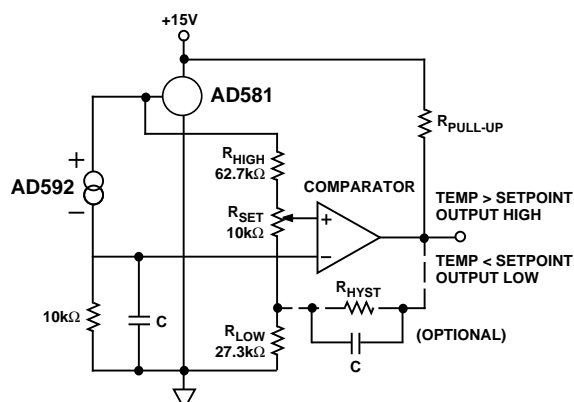 +15V
AD581
+
AD592
−
RHIGH
62.7kΩ
RSET
10kΩ
COMPARATOR
+
−
RPULL-UP
TEMP > SETPOINT
OUTPUT HIGH
TEMP < SETPOINT
OUTPUT LOW
RHYST
(OPTIONAL)
C
10kΩ
C
RLOW
27.3kΩ